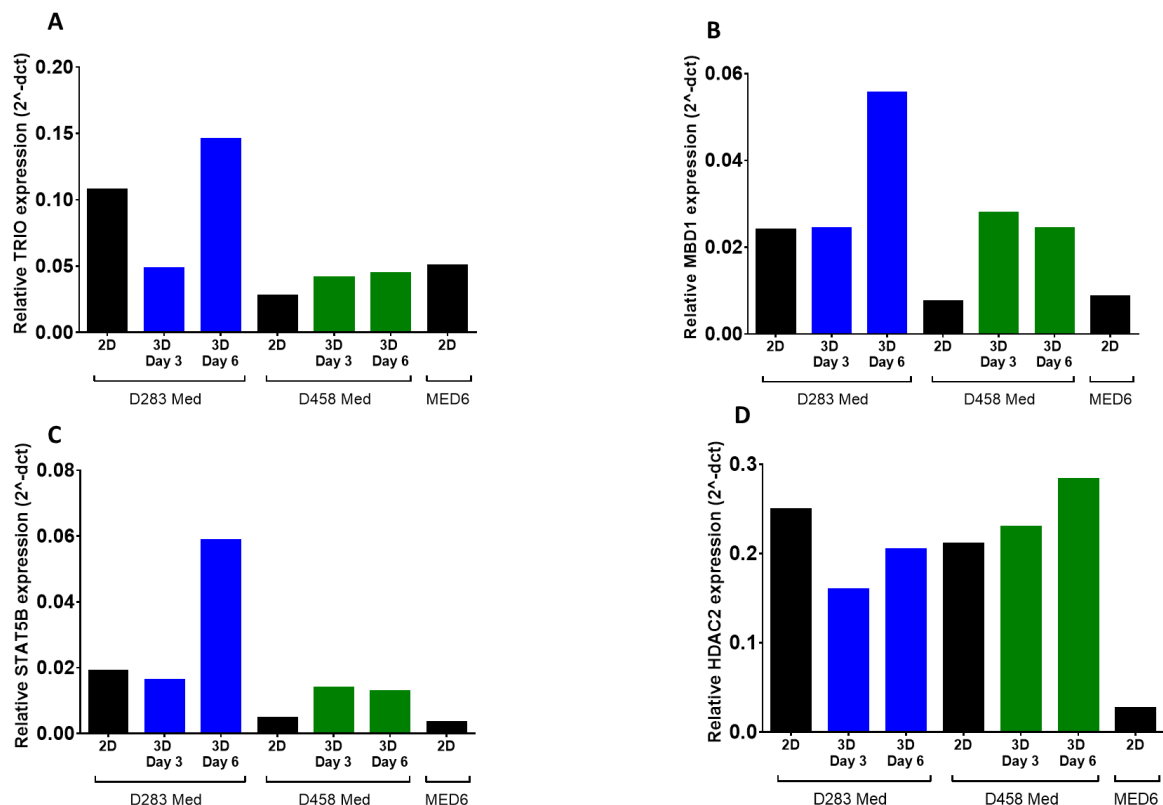 A
Relative TRIO expression (2^-dct)
0.20
0.15
0.10
0.05
0.00
2D 3D 3D 2D 3D 3D 2D
Day 3 Day 6 Day 3 Day 6
D283 Med D458 Med MED6
B
Relative MBD1 expression (2^-dct)
0.06
0.04
0.02
0.00
2D 3D 3D 2D 3D 3D 2D
Day 3 Day 6 Day 3 Day 6
D283 Med D458 Med MED6
C
Relative STAT5B expression (2^-dct)
0.08
0.06
0.04
0.02
0.00
2D 3D 3D 2D 3D 3D 2D
Day 3 Day 6 Day 3 Day 6
D283 Med D458 Med MED6
D
Relative HDAC2 expression (2^-dct)
0.3
0.2
0.1
0.0
2D 3D 3D 2D 3D 3D 2D
Day 3 Day 6 Day 3 Day 6
D283 Med D458 Med MED6